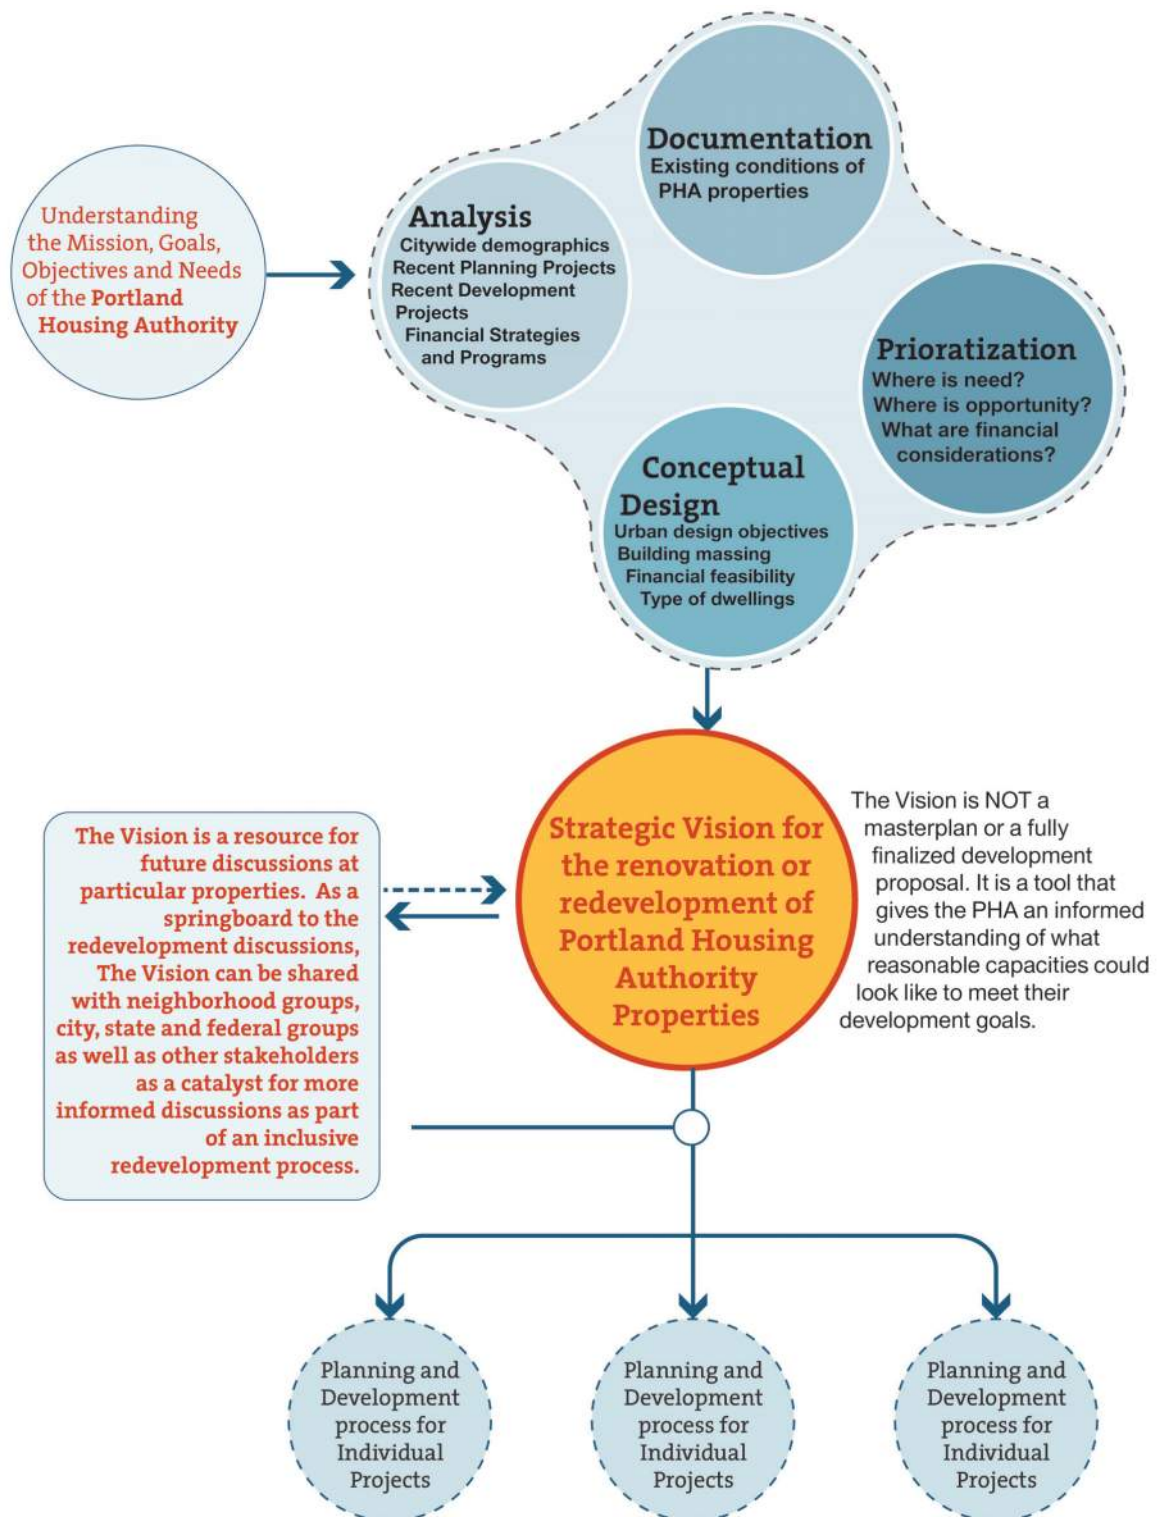 Understanding
the Mission, Goals,
Objectives and Needs
of the Portland
Housing Authority
Analysis
Citywide demographics
Recent Planning Projects
Recent Development
Projects
Financial Strategies
and Programs
Documentation
Existing conditions of
PHA properties
Prioratization
Where is need?
Where is opportunity?
What are financial
considerations?
Conceptual
Design
Urban design objectives
Building massing
Financial feasibility
Type of dwellings
Strategic Vision for
the renovation or
redevelopment of
Portland Housing
Authority
Properties
The Vision is NOT a
masterplan or a fully
finalized development
proposal. It is a tool that
gives the PHA an informed
understanding of what
reasonable capacities could
look like to meet their
development goals.
The Vision is a resource for
future discussions at
particular properties.  As a
springboard to the
redevelopment discussions,
The Vision can be shared
with neighborhood groups,
city, state and federal groups
as well as other stakeholders
as a catalyst for more
informed discussions as part
of an inclusive
redevelopment process.
Planning and
Development
process for
Individual
Projects
Planning and
Development
process for
Individual
Projects
Planning and
Development
process for
Individual
Projects